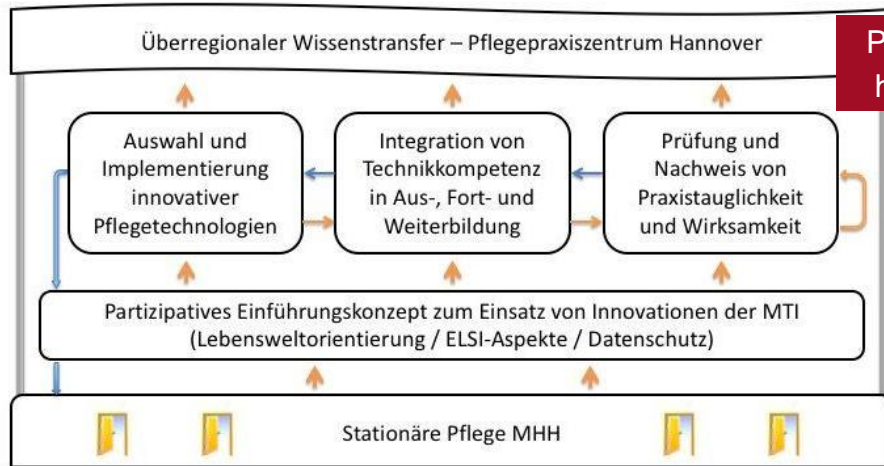 Überregionaler Wissenstransfer – Pflegepraxiszentrum Hannover
Auswahl und
Implementierung
innovativer
Pflegetechnologien
Integration von
Technikkompetenz
in Aus-, Fort- und
Weiterbildung
Prüfung und
Nachweis von
Praxistauglichkeit
und Wirksamkeit
Partizipatives Einführungskonzept zum Einsatz von Innovationen der MTI
(Lebensweltorientierung / ELSI-Aspekte / Datenschutz)
Stationäre Pflege MHH